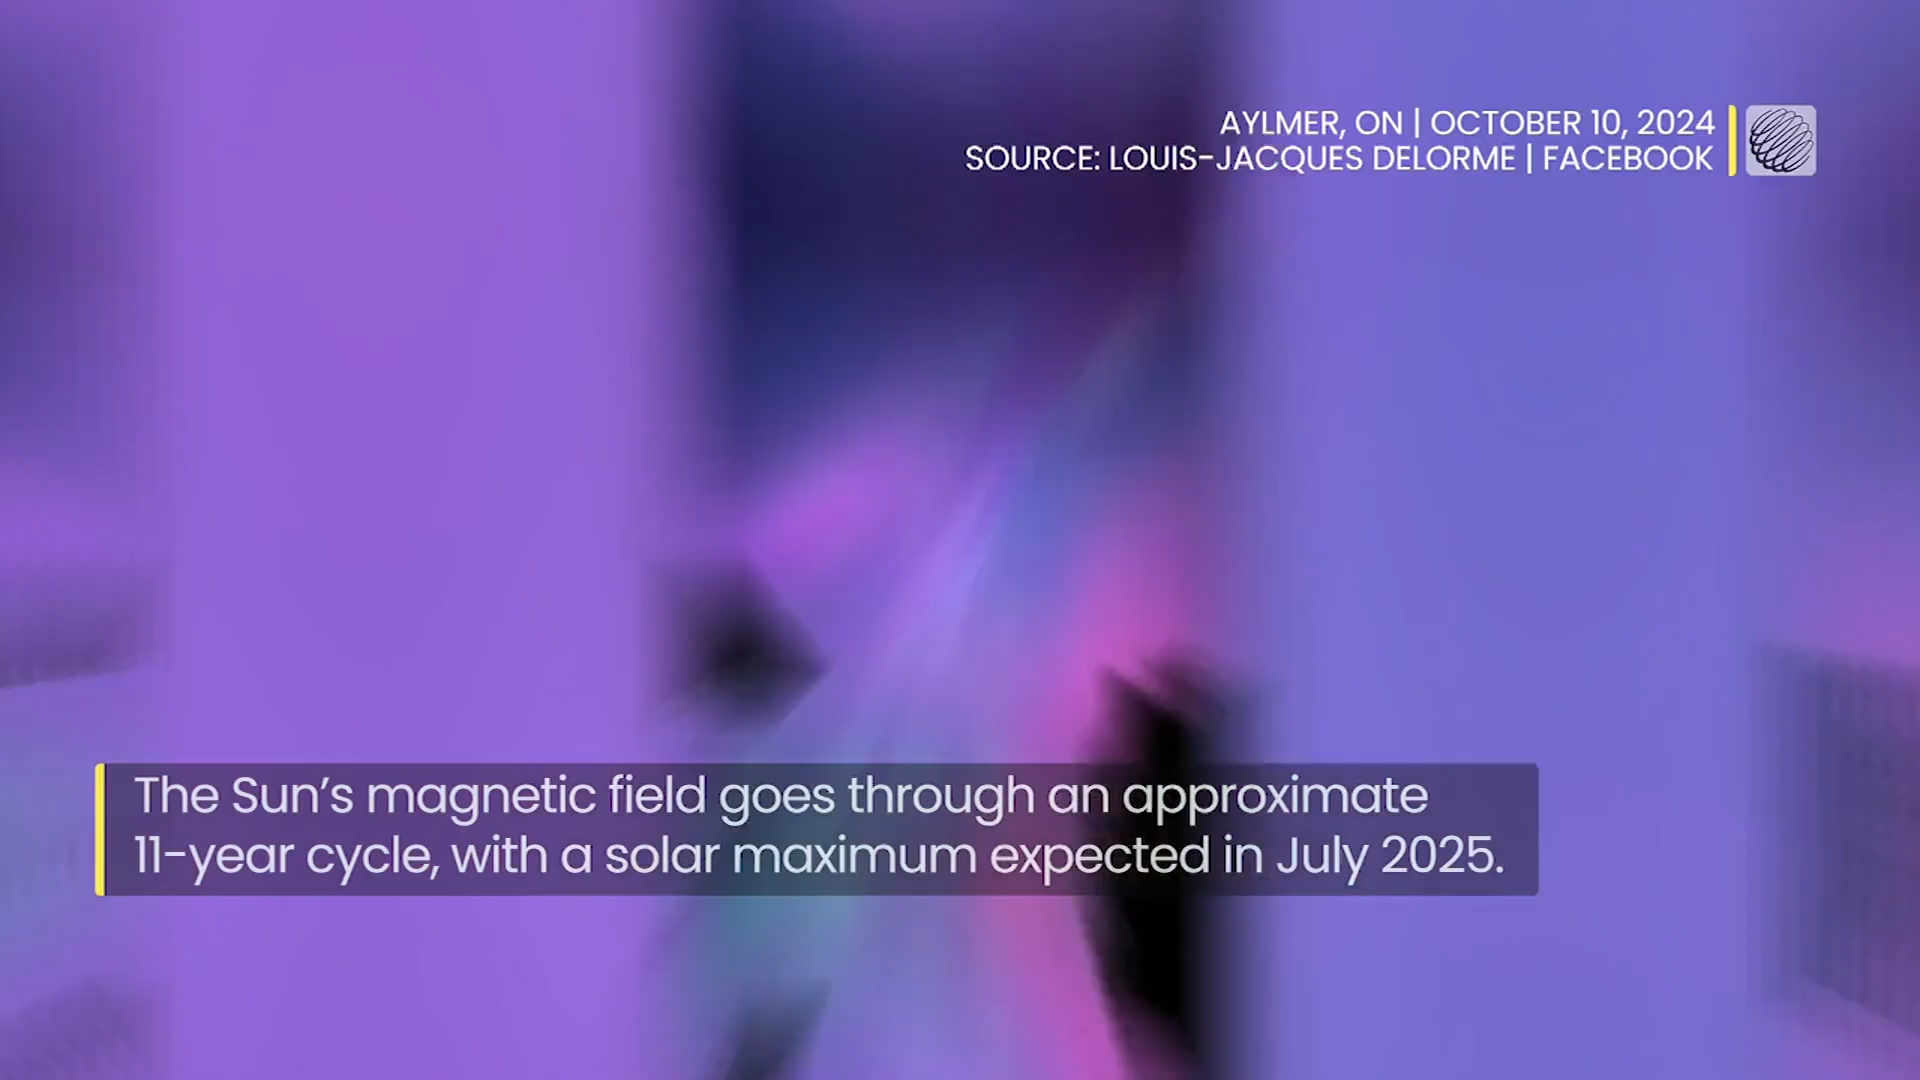 AYLMER, ON | OCTOBER 10, 2024
SOURCE: LOUIS-JACQUES DELORME | FACEBOOK
The Sun’s magnetic field goes through an approximate
11-year cycle, with a solar maximum expected in July 2025.